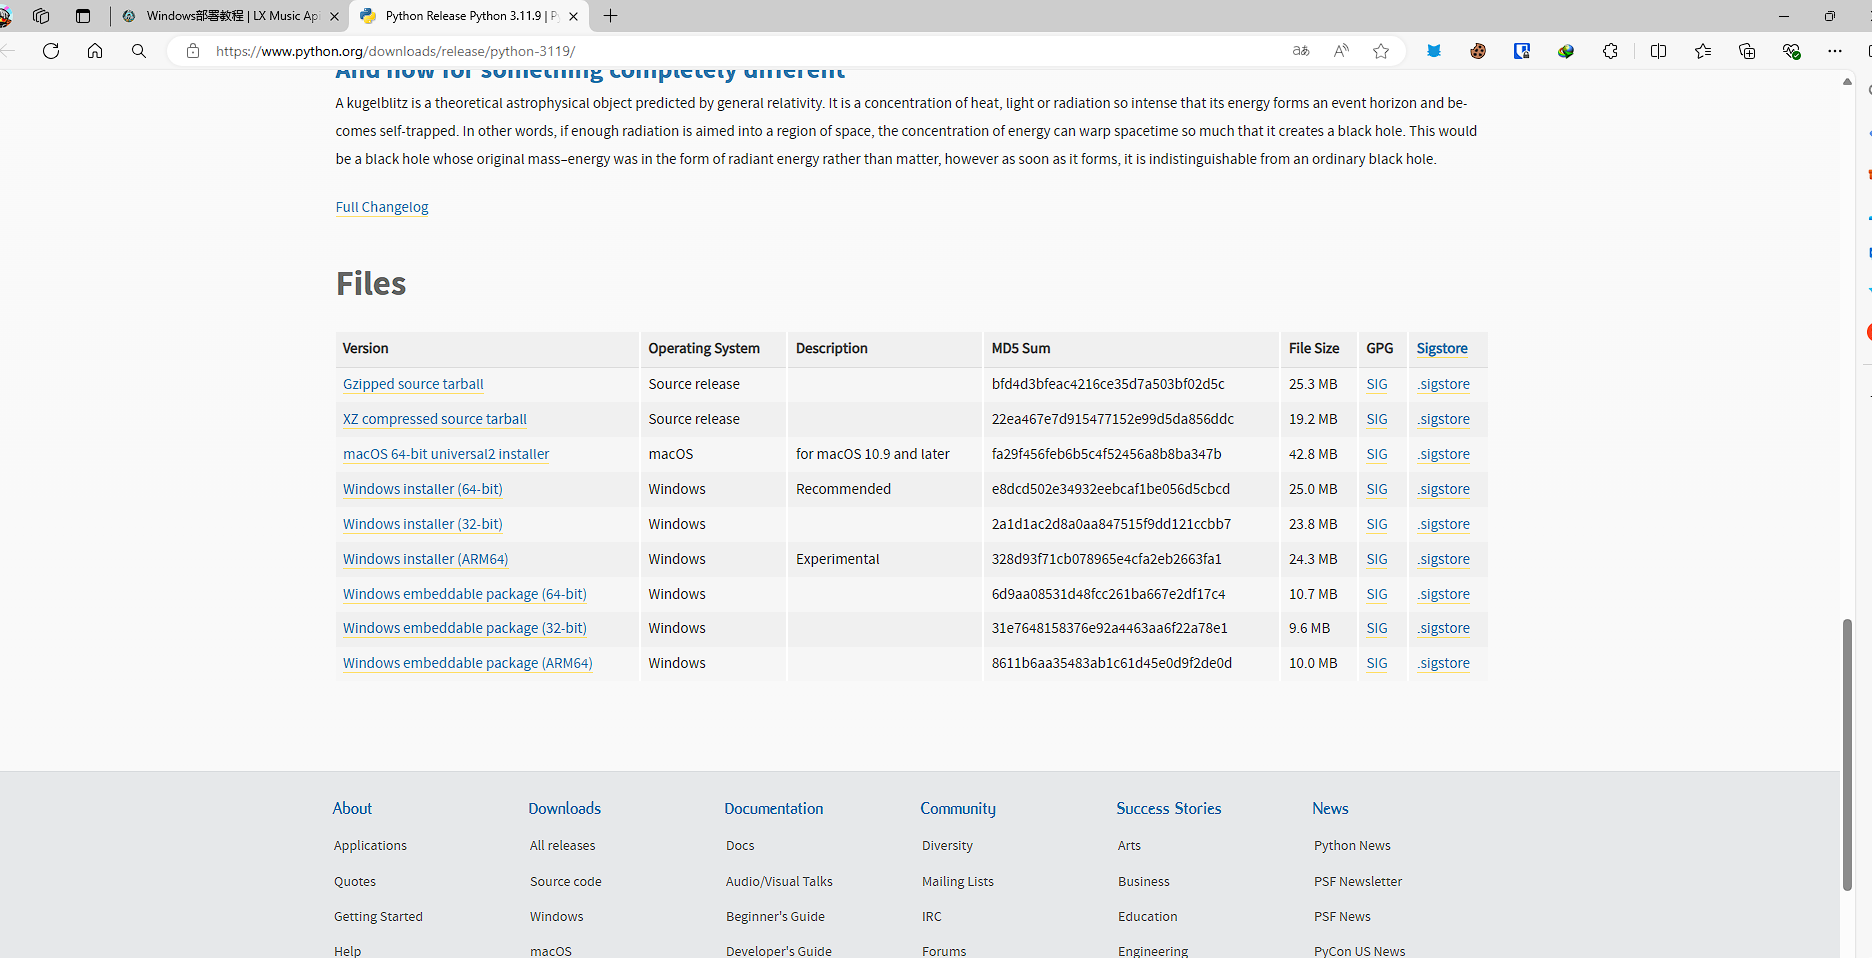 Windows部署教程 | LX Music Ap
Python Release Python 3.11.9 | P
https://www.python.org/downloads/release/python-3119/
And now for something completely different
A kugelblitz is a theoretical astrophysical object predicted by general relativity. It is a concentration of heat, light or radiation so intense that its energy forms an event horizon and be-
comes self-trapped. In other words, if enough radiation is aimed into a region of space, the concentration of energy can warp spacetime so much that it creates a black hole. This would
be a black hole whose original mass–energy was in the form of radiant energy rather than matter, however as soon as it forms, it is indistinguishable from an ordinary black hole.
Full Changelog
Files
Version Operating System Description MD5 Sum File Size GPG Sigstore
Gzipped source tarball Source release bfd4d3bfeac4216ce35d7a503bf02d5c 25.3 MB SIG .sigstore
XZ compressed source tarball Source release 22ea467e7d915477152e99d5da856ddc 19.2 MB SIG .sigstore
macOS 64-bit universal2 installer macOS for macOS 10.9 and later fa29f456feb6b5c4f52456a8b8ba347b 42.8 MB SIG .sigstore
Windows installer (64-bit) Windows Recommended e8dcd502e34932eebcaf1be056d5cbcd 25.0 MB SIG .sigstore
Windows installer (32-bit) Windows 2a1d1ac2d8a0aa847515f9dd121ccbb7 23.8 MB SIG .sigstore
Windows installer (ARM64) Windows Experimental 328d93f71cb078965e4cfa2eb2663fa1 24.3 MB SIG .sigstore
Windows embeddable package (64-bit) Windows 6d9aa08531d48fcc261ba667e2df17c4 10.7 MB SIG .sigstore
Windows embeddable package (32-bit) Windows 31e7648158376e92a4463aa6f22a78e1 9.6 MB SIG .sigstore
Windows embeddable package (ARM64) Windows 8611b6aa35483ab1c61d45e0d9f2de0d 10.0 MB SIG .sigstore
About Downloads Documentation Community Success Stories News
Applications All releases Docs Diversity Arts Python News
Quotes Source code Audio/Visual Talks Mailing Lists Business PSF Newsletter
Getting Started Windows Beginner's Guide IRC Education PSF News
Help macOS Developer's Guide Forums Engineering PyCon US News